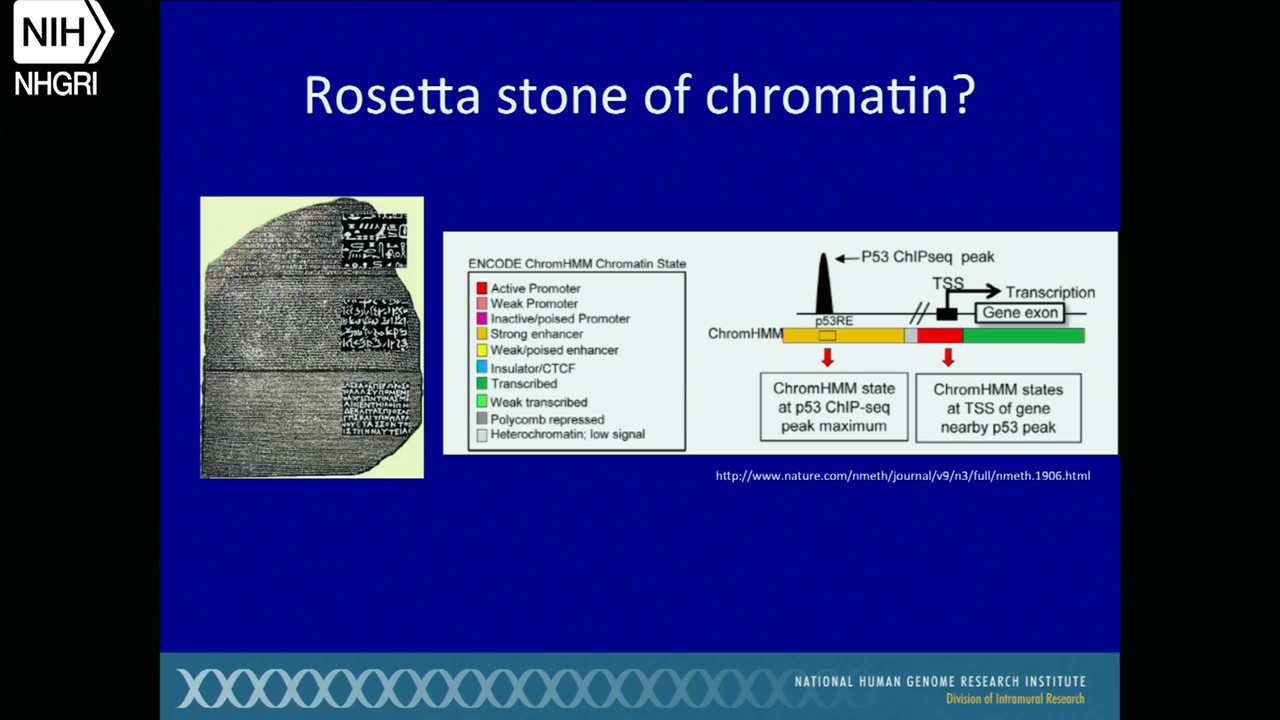 NIH
NHGRI
Rosetta stone of chromatin?
ENCODE ChromHMM Chromatin State
Active Promoter
Weak Promoter
Inactive/poised Promoter
Strong enhancer
Weak/poised enhancer
Insulator/CTCF
Transcribed
Weak transcribed
Polycomb repressed
Heterochromatin; low signal
P53 ChIPseq peak
TSS
Transcription
Gene exon
p53RE
ChromHMM
ChromHMM state
at p53 ChIP-seq
peak maximum
ChromHMM states
at TSS of gene
nearby p53 peak
http://www.nature.com/nmeth/journal/v9/n3/full/nmeth.1906.html
NATIONAL HUMAN GENOME RESEARCH INSTITUTE
Division of Intramural Research